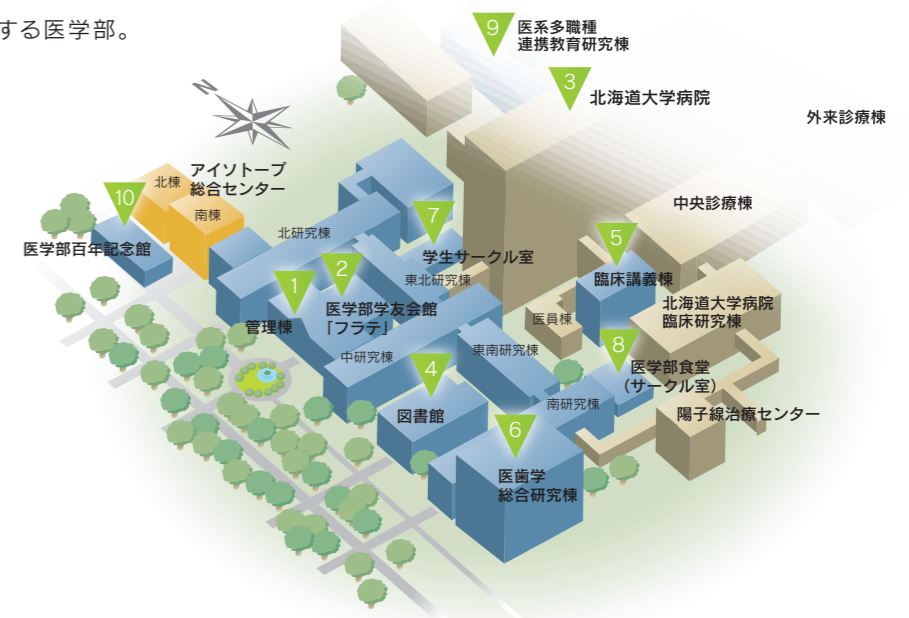 する医学部。
9
医系多職種
連携教育研究棟
3
北海道大学病院
外来診療棟
N
アイソトープ
総合センター
北棟
南棟
10
医学部百年記念館
中央診療棟
7
学生サークル室
北研究棟
東北研究棟
5
臨床講義棟
1
管理棟
2
医学部学友会館
「フラテ」
医員棟
北海道大学病院
臨床研究棟
中研究棟
東南研究棟
8
医学部食堂
（サークル室）
4
図書館
南研究棟
陽子線治療センター
6
医歯学
総合研究棟